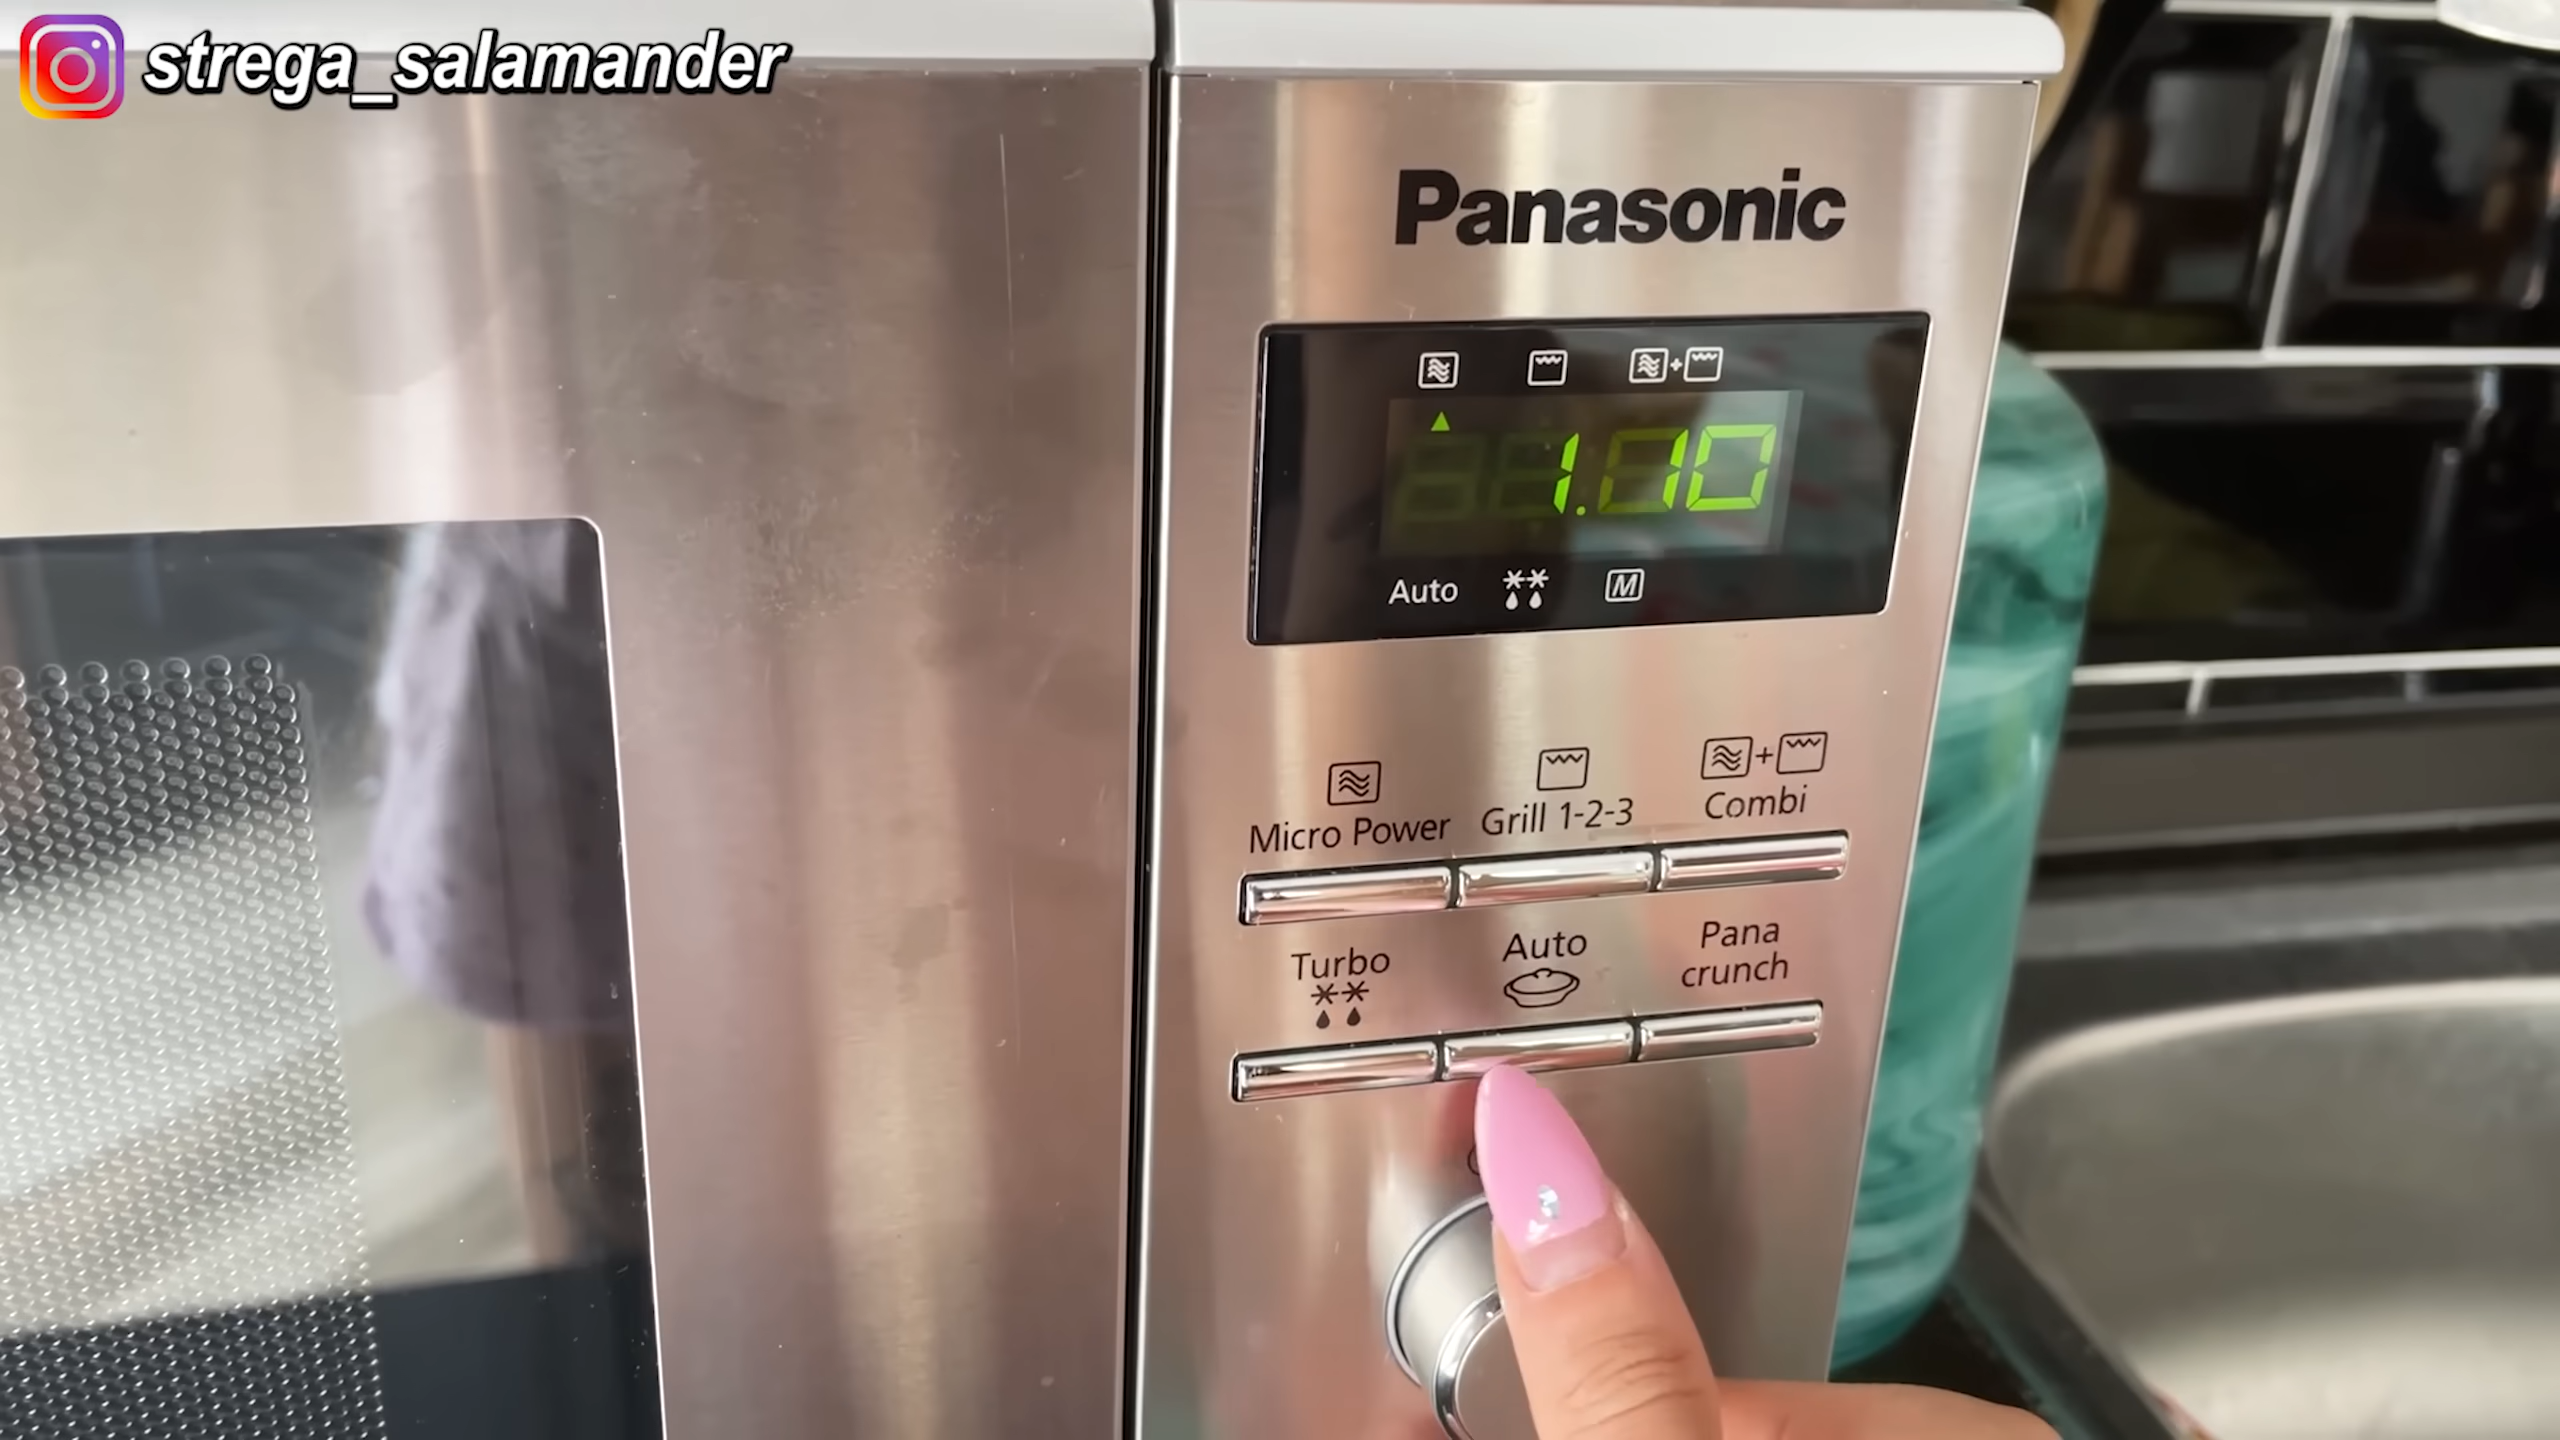 strega_salamander
Panasonic
1.10
Auto
M
Micro Power
Grill 1-2-3
+
Combi
Turbo
Auto
Pana
crunch